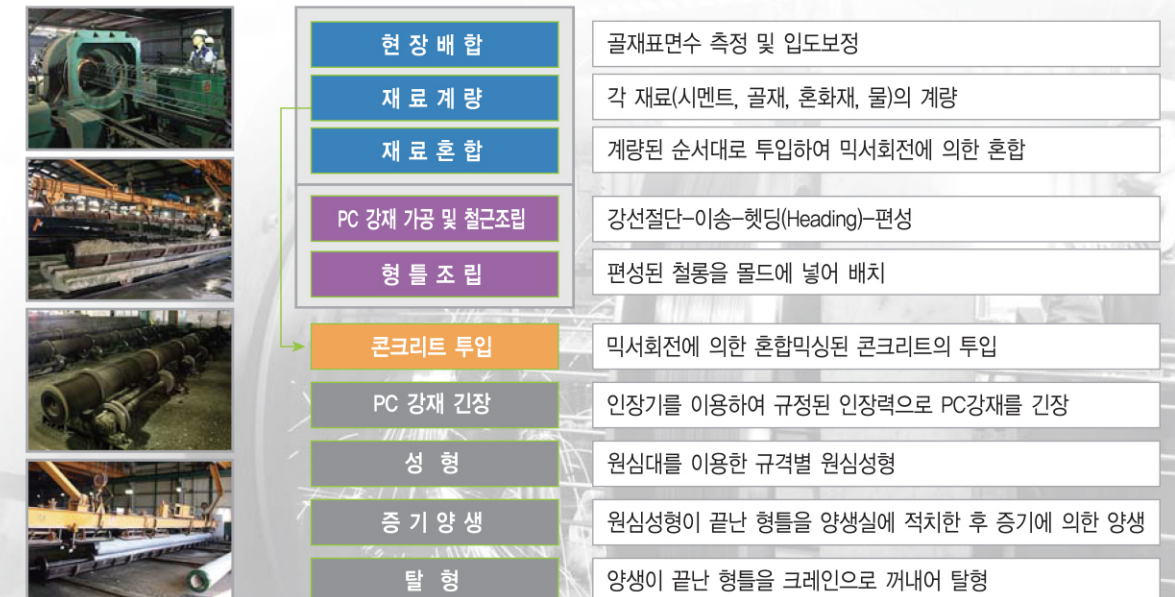 현장배합
골재표면수 측정 및 입도보정
재료계량
각 재료(시멘트, 골재, 혼화재, 물)의 계량
재료혼합
계량된 순서대로 투입하여 믹서회전에 의한 혼합
PC 강재 가공 및 철근조립
강선절단-이송-헷딩(Heading)-편성
형틀조립
편성된 철롱을 몰드에 넣어 배치
콘크리트 투입
믹서회전에 의한 혼합믹싱된 콘크리트의 투입
PC 강재 긴장
인장기를 이용하여 규정된 인장력으로 PC강재를 긴장
성 형
원심대를 이용한 규격별 원심성형
증기양생
원심성형이 끝난 형틀을 양생실에 적치한 후 증기에 의한 양생
탈 형
양생이 끝난 형틀을 크레인으로 꺼내어 탈형